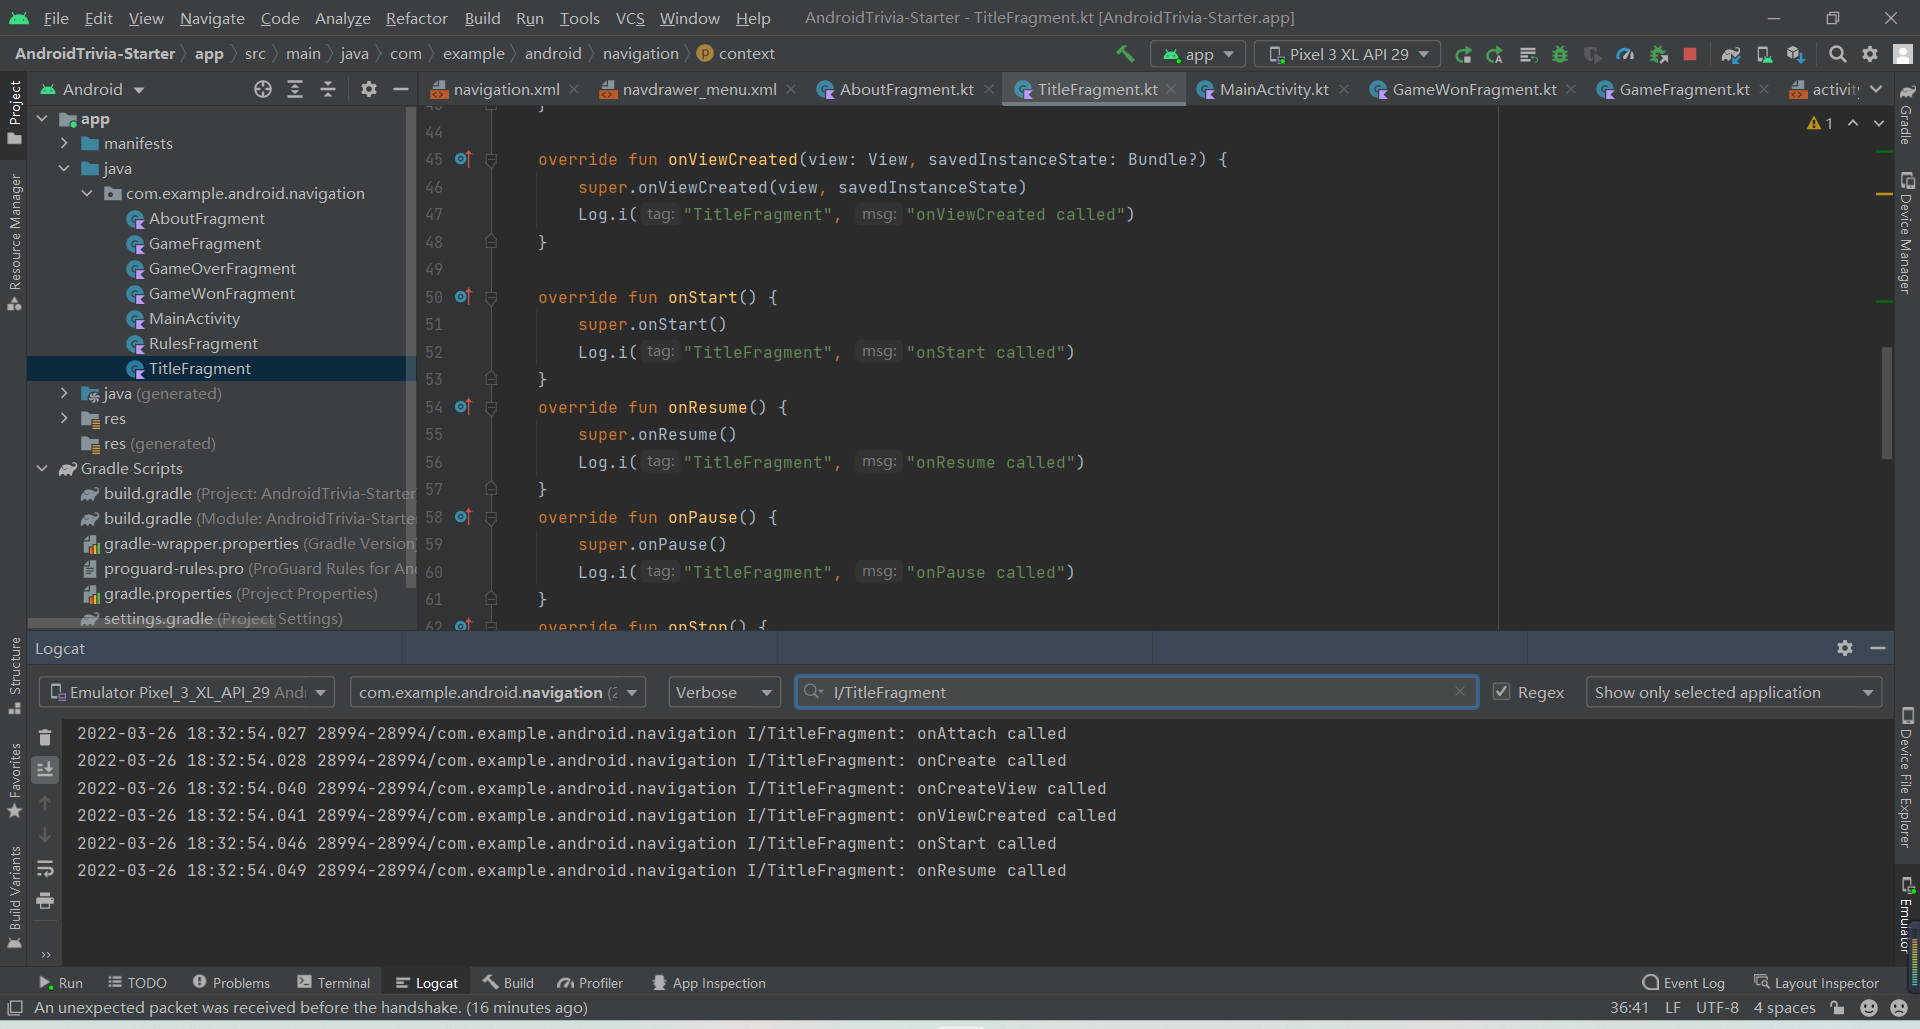 File Edit View Navigate Code Analyze Refactor Build Run Tools VCS Window Help AndroidTrivia-Starter - TitleFragment.kt [AndroidTrivia-Starter.app]
AndroidTrivia-Starter app src main java com example android navigation context app Pixel 3 XL API 29
Android navigation.xml navdrawer_menu.xml AboutFragment.kt TitleFragment.kt MainActivity.kt GameWonFragment.kt GameFragment.kt activit
Project
Resource Manager
Structure
Favorites
Build Variants
app
manifests
java
com.example.android.navigation
AboutFragment
GameFragment
GameOverFragment
GameWonFragment
MainActivity
RulesFragment
TitleFragment
java (generated)
res
res (generated)
Gradle Scripts
build.gradle (Project: AndroidTrivia-Starter
build.gradle (Module: AndroidTrivia-Starte
gradle-wrapper.properties (Gradle Version
proguard-rules.pro (ProGuard Rules for An
gradle.properties (Project Properties)
settings.gradle (Project Settings)
1
43 }
44
45 override fun onViewCreated(view: View, savedInstanceState: Bundle?) {
46 super.onViewCreated(view, savedInstanceState)
47 Log.i( tag: "TitleFragment", msg: "onViewCreated called")
48 }
49
50 override fun onStart() {
51 super.onStart()
52 Log.i( tag: "TitleFragment", msg: "onStart called")
53 }
54 override fun onResume() {
55 super.onResume()
56 Log.i( tag: "TitleFragment", msg: "onResume called")
57 }
58 override fun onPause() {
59 super.onPause()
60 Log.i( tag: "TitleFragment", msg: "onPause called")
61 }
62 override fun onStop() {
Gradle
Device Manager
Device File Explorer
Emulator
Logcat
Emulator Pixel_3_XL_API_29 And com.example.android.navigation (2 Verbose I/TitleFragment Regex Show only selected application
2022-03-26 18:32:54.027 28994-28994/com.example.android.navigation I/TitleFragment: onAttach called
2022-03-26 18:32:54.028 28994-28994/com.example.android.navigation I/TitleFragment: onCreate called
2022-03-26 18:32:54.040 28994-28994/com.example.android.navigation I/TitleFragment: onCreateView called
2022-03-26 18:32:54.041 28994-28994/com.example.android.navigation I/TitleFragment: onViewCreated called
2022-03-26 18:32:54.046 28994-28994/com.example.android.navigation I/TitleFragment: onStart called
2022-03-26 18:32:54.049 28994-28994/com.example.android.navigation I/TitleFragment: onResume called
Run TODO Problems Terminal Logcat Build Profiler App Inspection Event Log Layout Inspector
An unexpected packet was received before the handshake. (16 minutes ago) 36:41 LF UTF-8 4 spaces